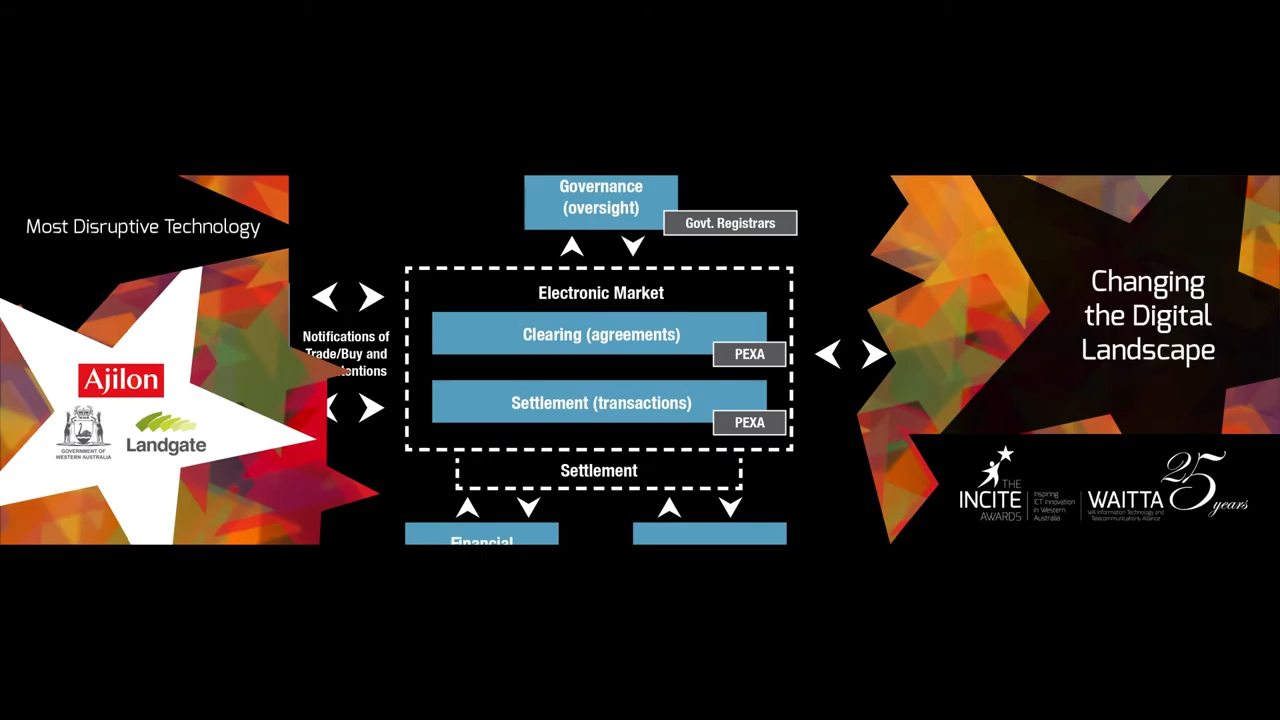 Most Disruptive Technology
Ajilon
GOVERNMENT OF
WESTERN AUSTRALIA
Landgate
Governance
(oversight)
Govt. Registrars
Notifications of
Trade/Buy and
Electronic Market
Clearing (agreements)
PEXA
Settlement (transactions)
PEXA
Settlement
Financial
Changing
the Digital
Landscape
THE
INCITE
AWARDS
Inspiring
ICT Innovation
in Western
Australia
WAITTA
WA Information Technology and
Telecommunications Alliance
25
years